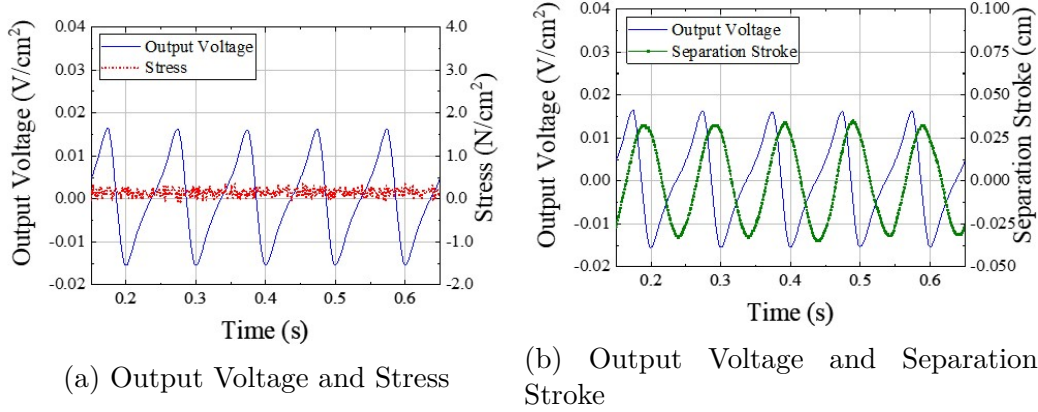 Output Voltage (V/cm²)
0.04
0.03
0.02
0.01
0.00
-0.01
-0.02
Output Voltage
Stress
4.0
3.0
2.0
1.0
0.0
-1.0
-2.0
Stress (N/cm²)
0.2 0.3 0.4 0.5 0.6
Time (s)
(a) Output Voltage and Stress
Output Voltage (V/cm²)
0.04
0.03
0.02
0.01
0.00
-0.01
-0.02
Output Voltage
Separation Stroke
0.100
0.075
0.050
0.025
0.000
-0.025
-0.050
Separation Stroke (cm)
0.2 0.3 0.4 0.5 0.6
Time (s)
(b) Output Voltage and Separation
Stroke